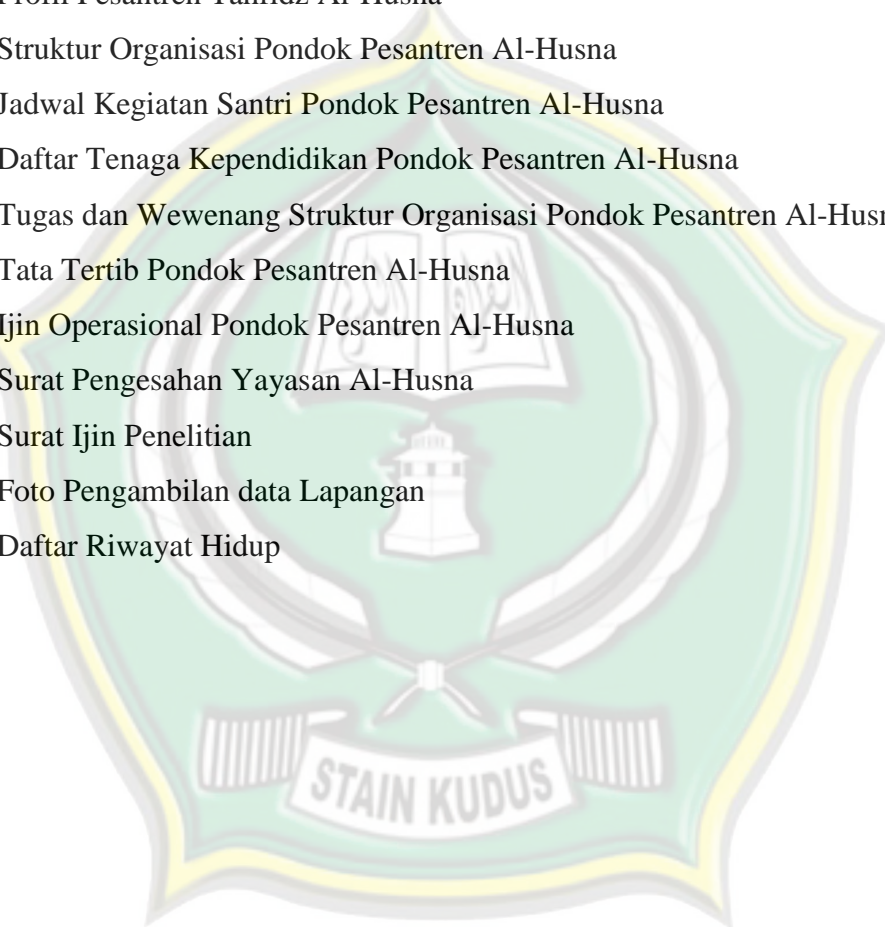 Profil Pesantren Tahfidz Al-Husna
Struktur Organisasi Pondok Pesantren Al-Husna
Jadwal Kegiatan Santri Pondok Pesantren Al-Husna
Daftar Tenaga Kependidikan Pondok Pesantren Al-Husna
Tugas dan Wewenang Struktur Organisasi Pondok Pesantren Al-Husn
Tata Tertib Pondok Pesantren Al-Husna
Ijin Operasional Pondok Pesantren Al-Husna
Surat Pengesahan Yayasan Al-Husna
Surat Ijin Penelitian
Foto Pengambilan data Lapangan
Daftar Riwayat Hidup
STAIN KUDUS